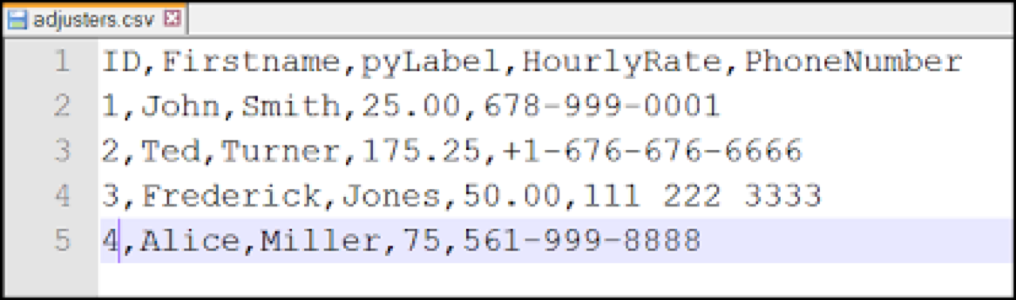 adjusters.csv
1 ID,Firstname,pyLabel,HourlyRate,PhoneNumber
2 1,John,Smith,25.00,678-999-0001
3 2,Ted,Turner,175.25,+1-676-676-6666
4 3,Frederick,Jones,50.00,111 222 3333
5 4,Alice,Miller,75,561-999-8888